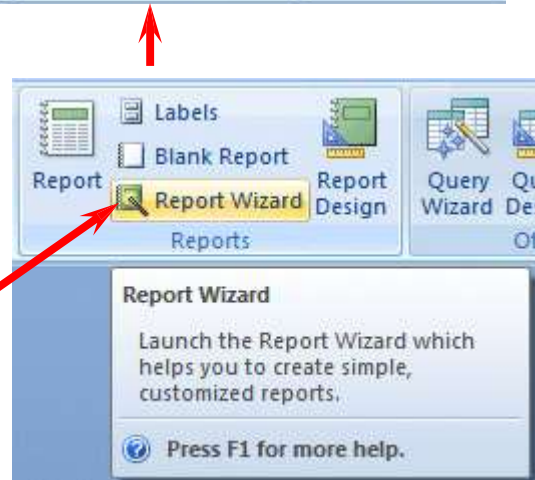 Labels
Blank Report
Report
Report Wizard
Report
Design
Query
Wizard
Reports
Report Wizard
Launch the Report Wizard which
helps you to create simple,
customized reports.
Press F1 for more help.